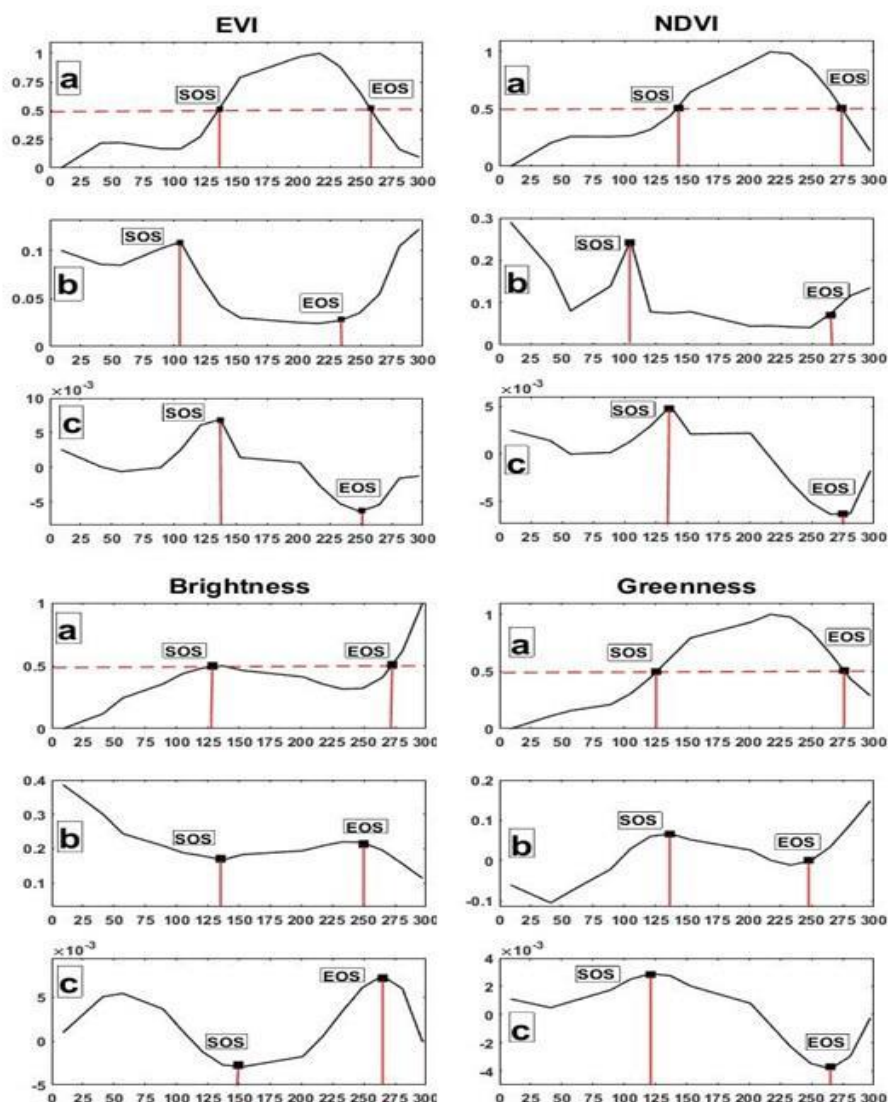 EVI
1
0.75
0.5
0.25
0
a
SOS
EOS
0 25 50 75 100 125 150 175 200 225 250 275 300
0.1
0.05
0
b
SOS
EOS
0 25 50 75 100 125 150 175 200 225 250 275 300
×10⁻³
10
5
0
-5
c
SOS
EOS
0 25 50 75 100 125 150 175 200 225 250 275 300
NDVI
1
0.5
0
a
SOS
EOS
0 25 50 75 100 125 150 175 200 225 250 275 300
0.3
0.2
0.1
0
b
SOS
EOS
0 25 50 75 100 125 150 175 200 225 250 275 300
5
0
-5
c
SOS
EOS
0 25 50 75 100 125 150 175 200 225 250 275 300
Brightness
1
0.5
0
a
SOS
EOS
0 25 50 75 100 125 150 175 200 225 250 275 300
0.4
0.3
0.2
0.1
b
SOS
EOS
0 25 50 75 100 125 150 175 200 225 250 275 300
×10⁻³
5
0
-5
c
SOS
EOS
0 25 50 75 100 125 150 175 200 225 250 275 300
Greenness
1
0.5
0
a
SOS
EOS
0 25 50 75 100 125 150 175 200 225 250 275 300
0.2
0.1
0
-0.1
b
SOS
EOS
0 25 50 75 100 125 150 175 200 225 250 275 300
×10⁻³
4
2
0
-2
-4
c
SOS
EOS
0 25 50 75 100 125 150 175 200 225 250 275 300